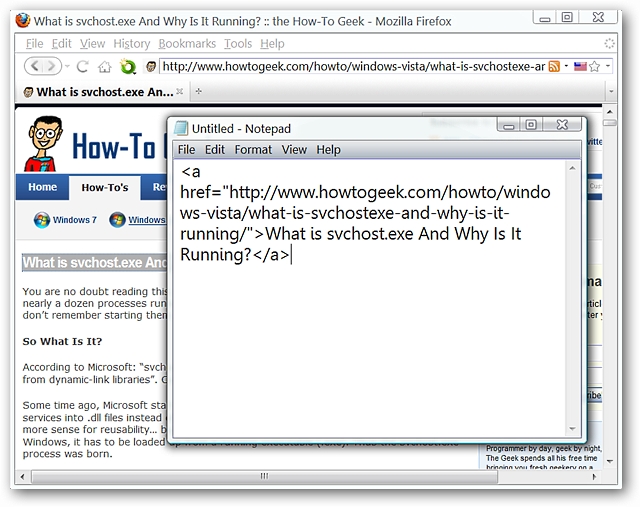 What is svchost.exe And Why Is It Running? :: the How-To Geek - Mozilla Firefox
File Edit View History Bookmarks Tools Help
http://www.howtogeek.com/howto/windows-vista/what-is-svchostexe-ar
What is svchost.exe An...
How-To
Home How-To's
Windows 7 Windows
What is svchost.exe And
You are no doubt reading this
nearly a dozen processes run
don't remember starting them
So What Is It?
According to Microsoft: "svch
from dynamic-link libraries".
Some time ago, Microsoft sta
services into .dll files instead
more sense for reusability...
Windows, it has to be loaded
process was born.
Untitled - Notepad
File Edit Format View Help
<a
href="http://www.howtogeek.com/howto/windo
ws-vista/what-is-svchostexe-and-why-is-it-
running/">What is svchost.exe And Why Is It
Running?</a>
Programmer by day, geek by night,
The Geek spends all his free time
bringing you fresh geekery on a